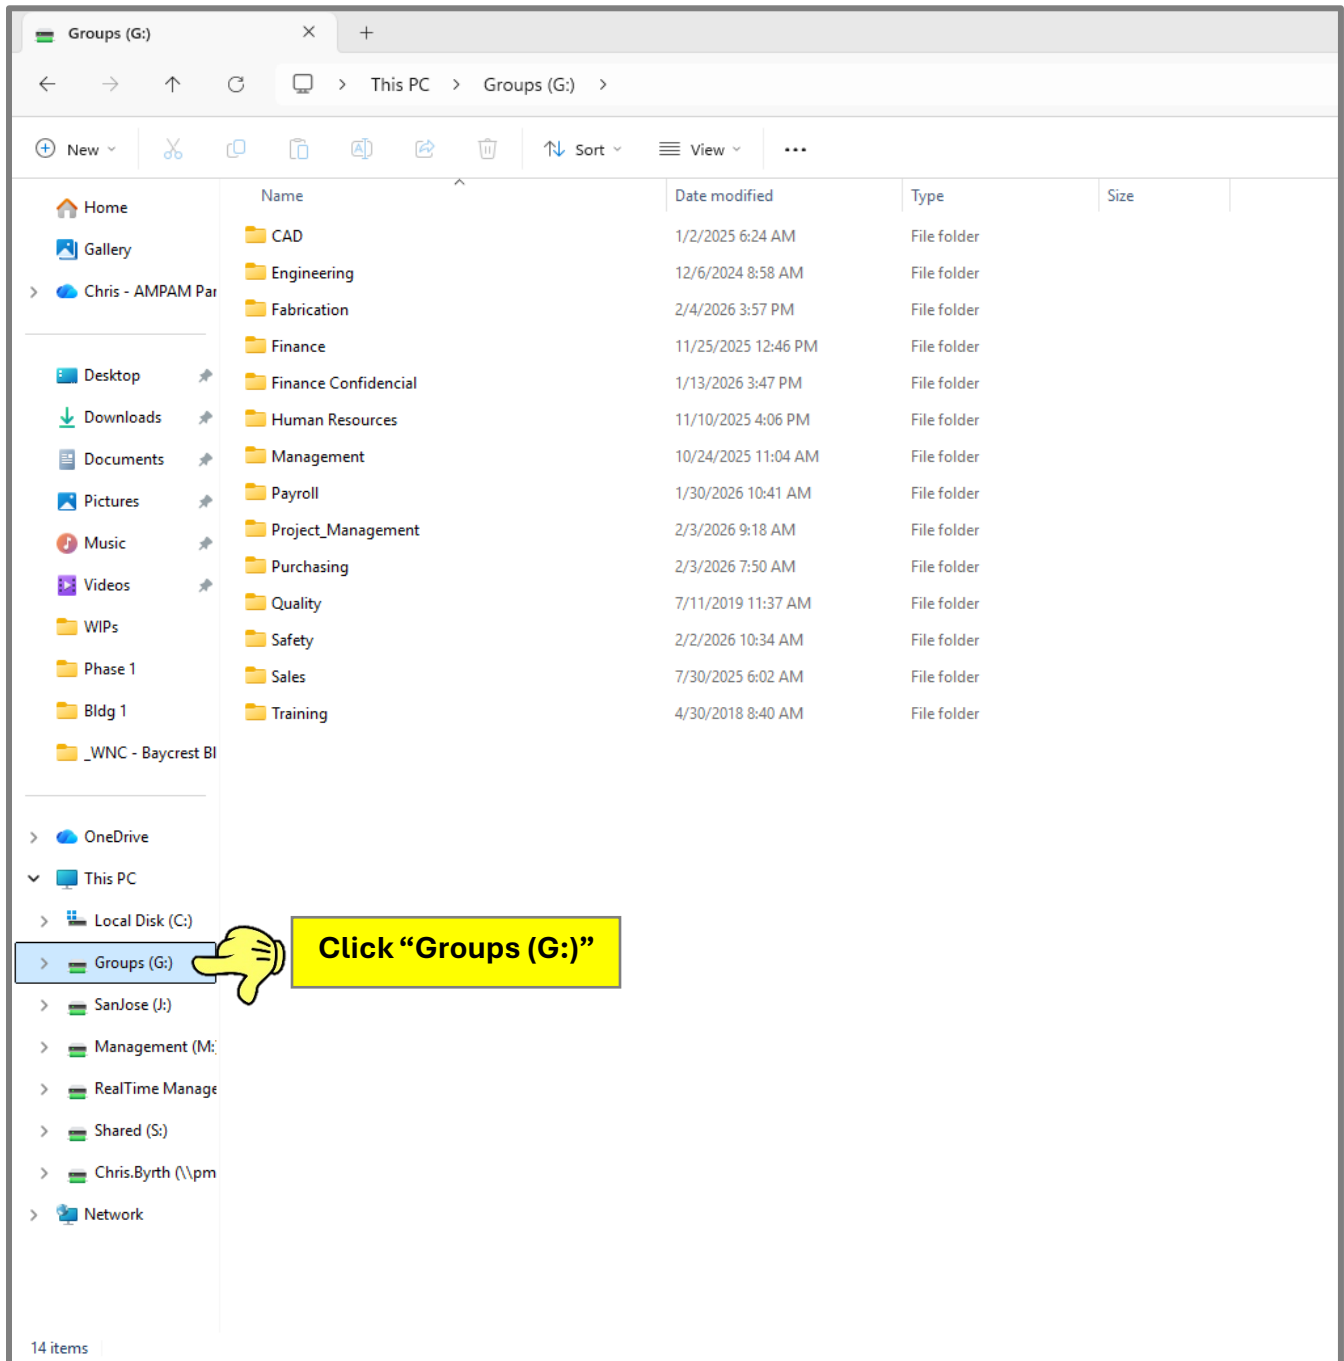 Groups (G:)
This PC > Groups (G:) >
New Sort View ...
Name Date modified Type Size
Home
Gallery
Chris - AMPAM Par
Desktop
Downloads
Documents
Pictures
Music
Videos
WIPs
Phase 1
Bldg 1
_WNC - Baycrest Bl
OneDrive
This PC
Local Disk (C:)
Groups (G:)
SanJose (J:)
Management (M:
RealTime Manage
Shared (S:)
Chris.Byrth (\\pm
Network
CAD 1/2/2025 6:24 AM File folder
Engineering 12/6/2024 8:58 AM File folder
Fabrication 2/4/2026 3:57 PM File folder
Finance 11/25/2025 12:46 PM File folder
Finance Confidencial 1/13/2026 3:47 PM File folder
Human Resources 11/10/2025 4:06 PM File folder
Management 10/24/2025 11:04 AM File folder
Payroll 1/30/2026 10:41 AM File folder
Project_Management 2/3/2026 9:18 AM File folder
Purchasing 2/3/2026 7:50 AM File folder
Quality 7/11/2019 11:37 AM File folder
Safety 2/2/2026 10:34 AM File folder
Sales 7/30/2025 6:02 AM File folder
Training 4/30/2018 8:40 AM File folder
Click “Groups (G:)”
14 items